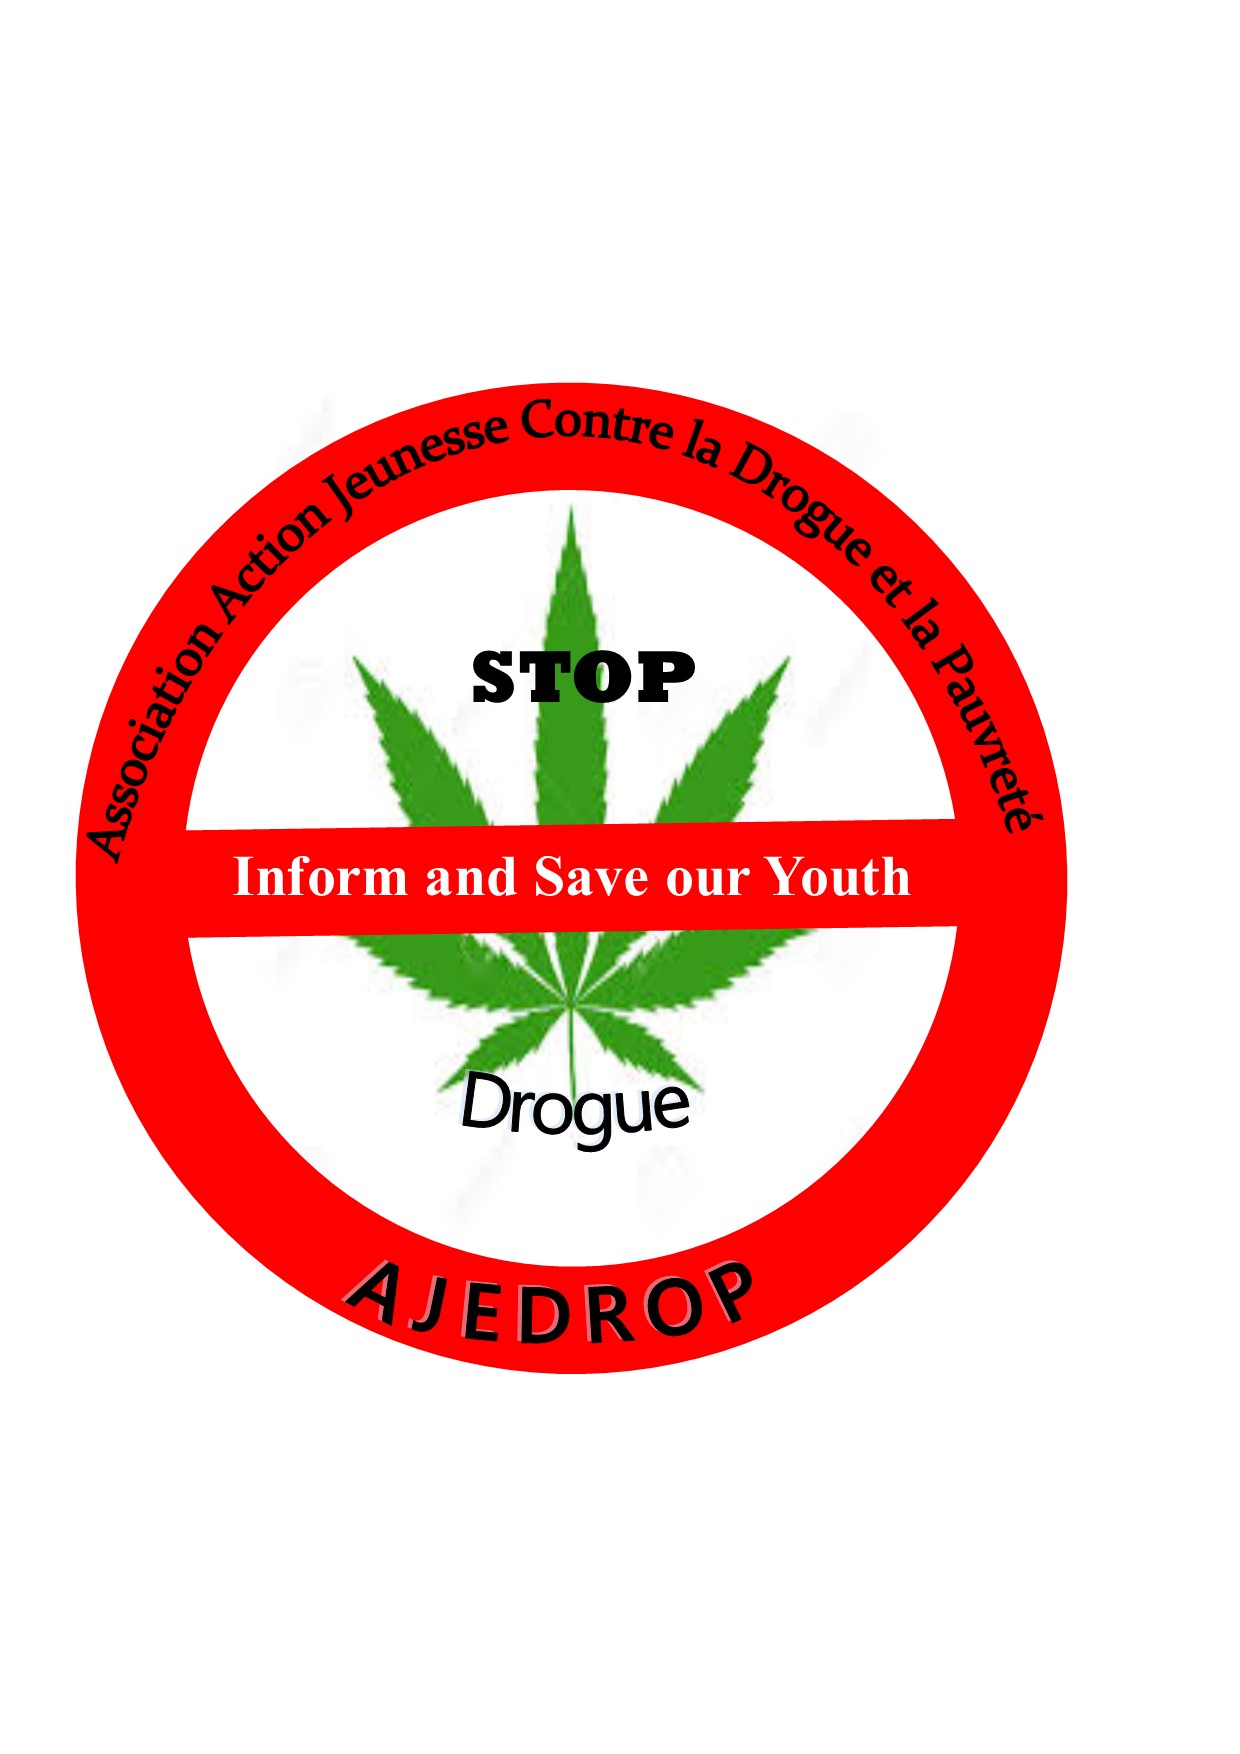 Association Action Jeunesse Contre la Drogue et la Pauvreté
STOP
Inform and Save our Youth
Drogue
AJEDROP